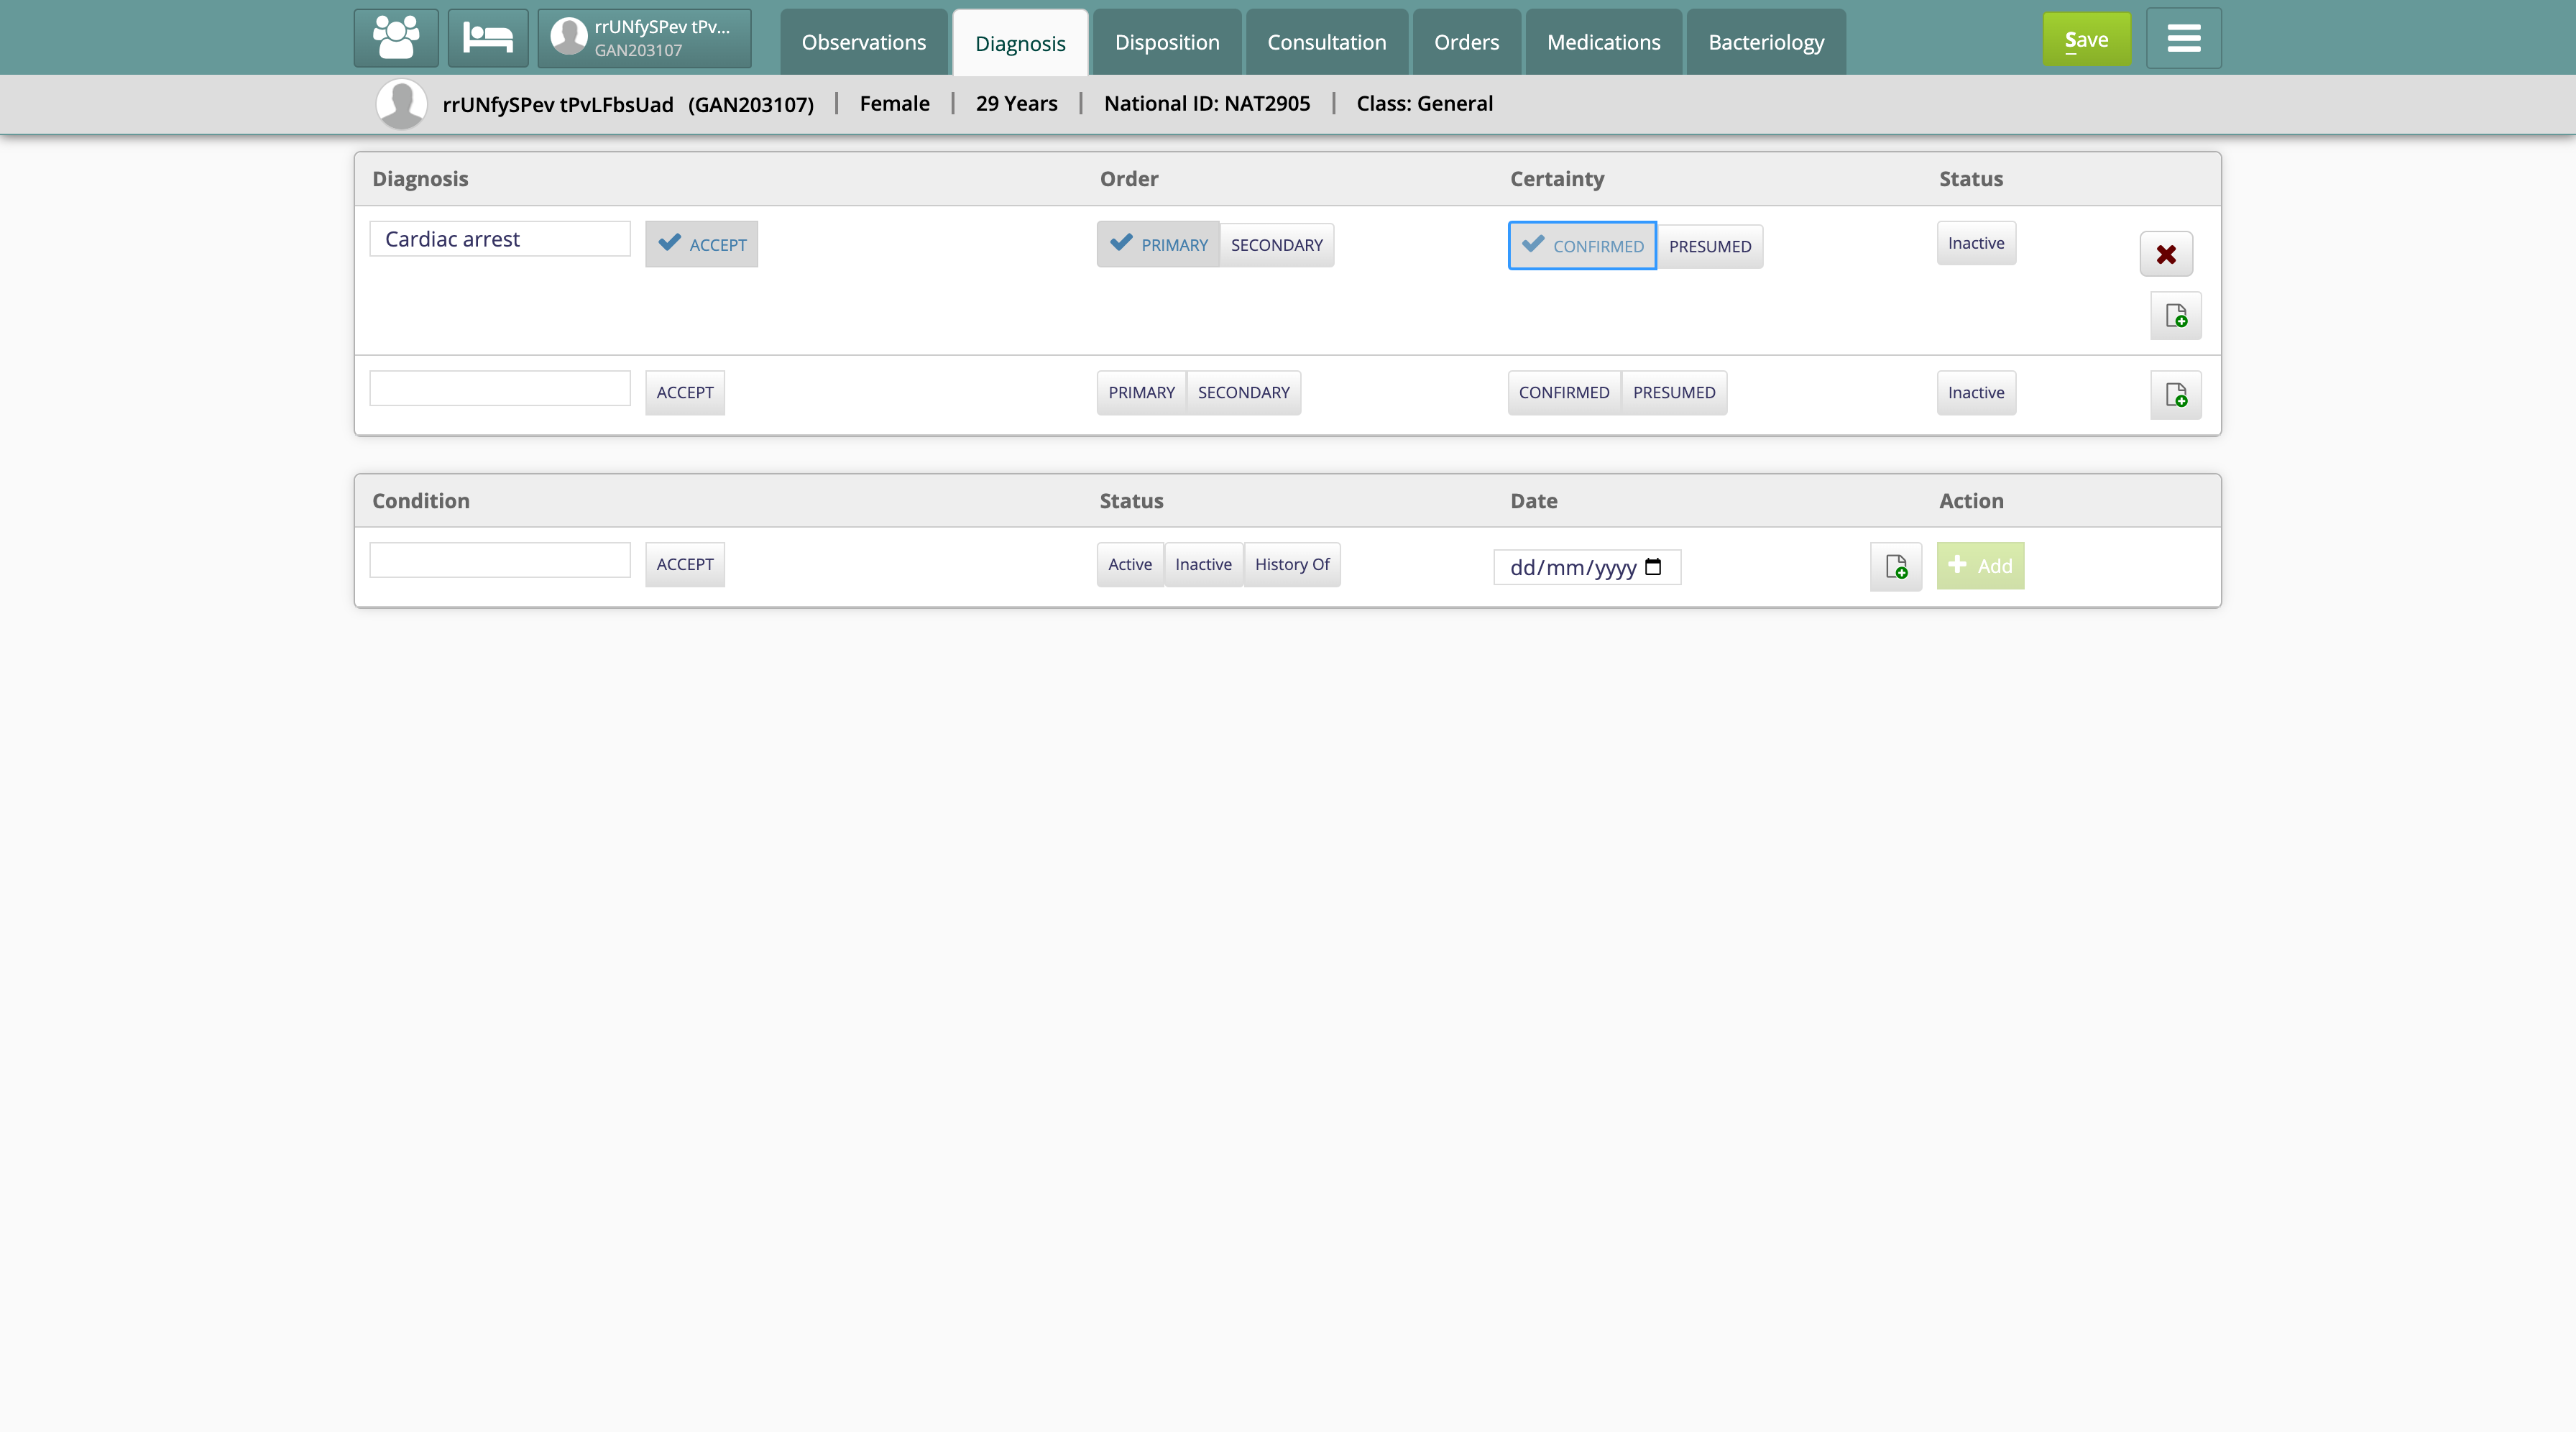 rrUNfySPev tPv...
GAN203107
Observations
Diagnosis
Disposition
Consultation
Orders
Medications
Bacteriology
Save
rrUNfySPev tPvLFbsUad (GAN203107) | Female | 29 Years | National ID: NAT2905 | Class: General
Diagnosis Order Certainty Status
Cardiac arrest ACCEPT PRIMARY SECONDARY CONFIRMED PRESUMED Inactive
ACCEPT PRIMARY SECONDARY CONFIRMED PRESUMED Inactive
Condition Status Date Action
ACCEPT Active Inactive History Of dd/mm/yyyy Add